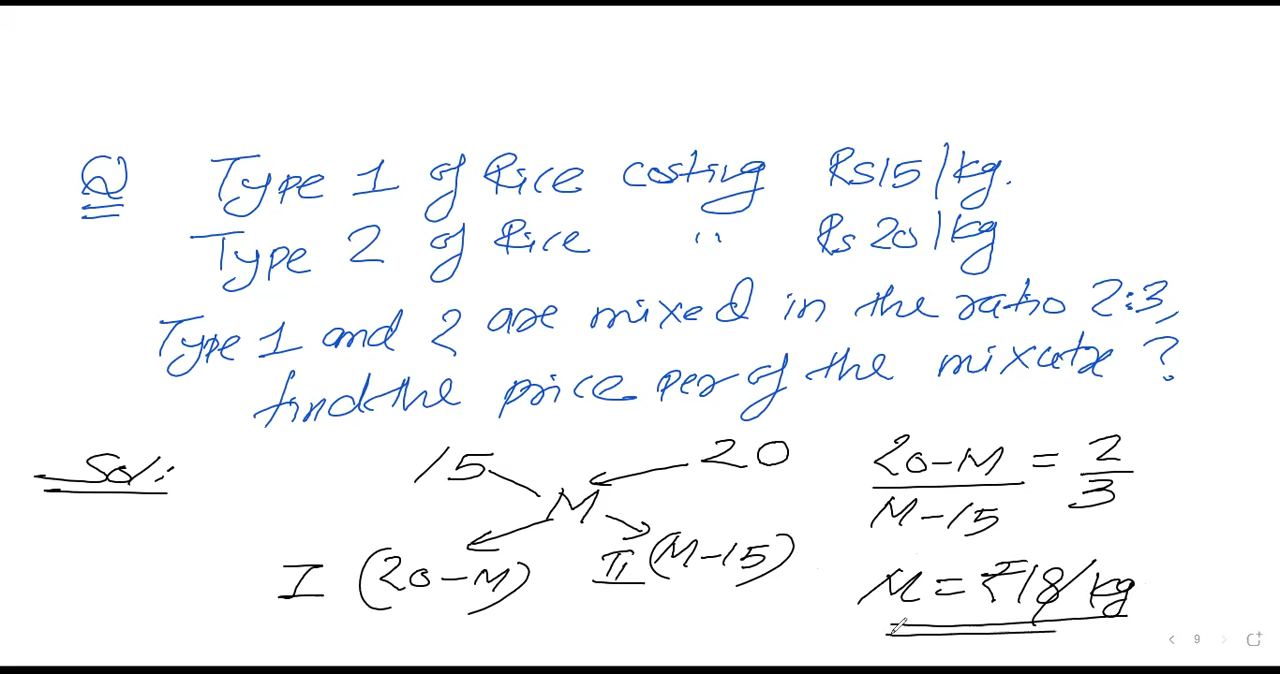 Q Type 1 of Rice costing Rs15/kg.
Type 2 of Rice " Rs 20/kg
Type 1 and 2 are mixed in the ratio 2:3,
find the price per of the mixutre ?
Sol:
15 20
M
I (20-M) II (M-15)
20-M = 2
M-15 3
M = ₹18/kg
9